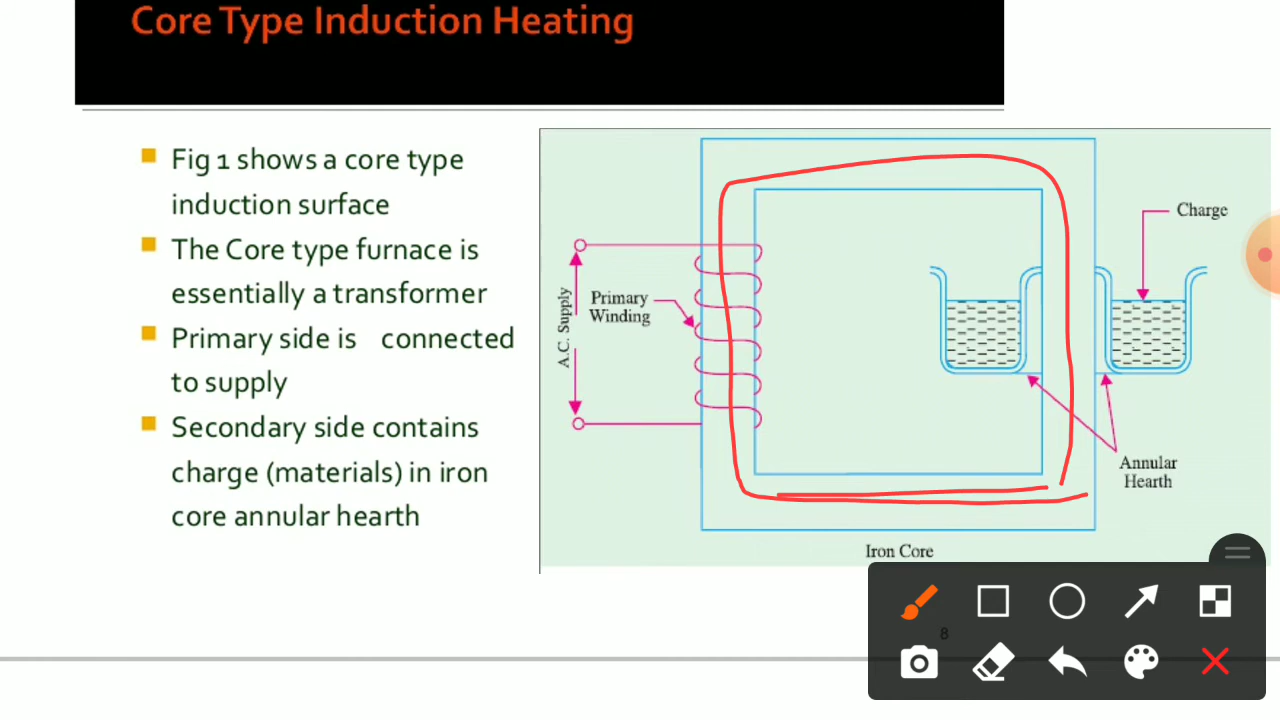 Core Type Induction Heating
Fig 1 shows a core type
induction surface
The Core type furnace is
essentially a transformer
Primary side is connected
to supply
Secondary side contains
charge (materials) in iron
core annular hearth
A.C. Supply
Primary
Winding
Charge
Annular
Hearth
Iron Core
8